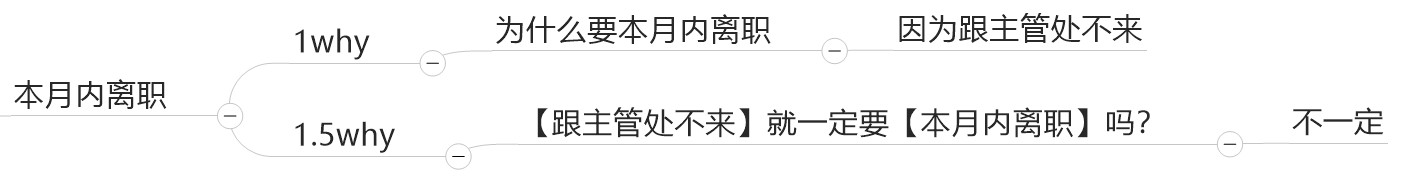 本月内离职
1why
为什么要本月内离职
因为跟主管处不来
1.5why
【跟主管处不来】就一定要【本月内离职】吗？
不一定